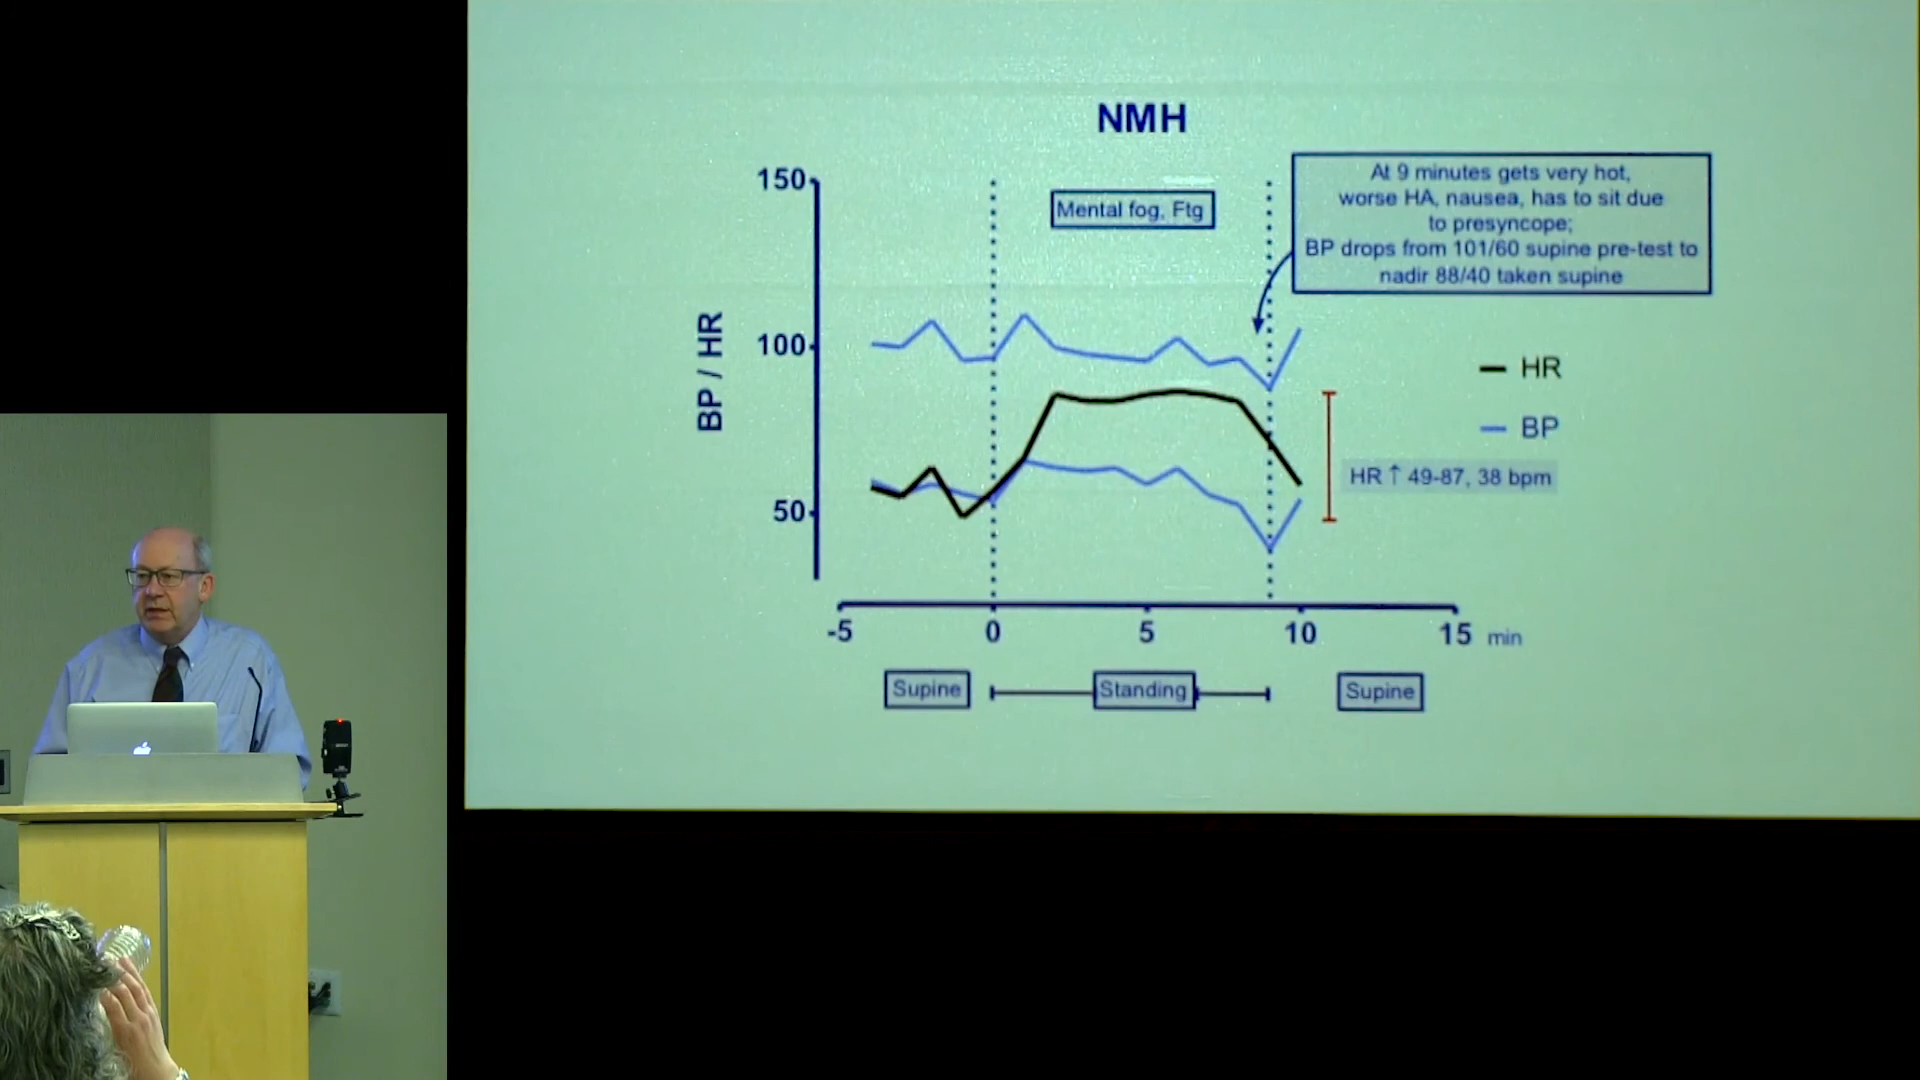 NMH
150
100
50
BP / HR
Mental fog, Ftg
At 9 minutes gets very hot,
worse HA, nausea, has to sit due
to presyncope;
BP drops from 101/60 supine pre-test to
nadir 88/40 taken supine
HR
BP
HR ↑ 49-87, 38 bpm
-5 0 5 10 15 min
Supine
Standing
Supine